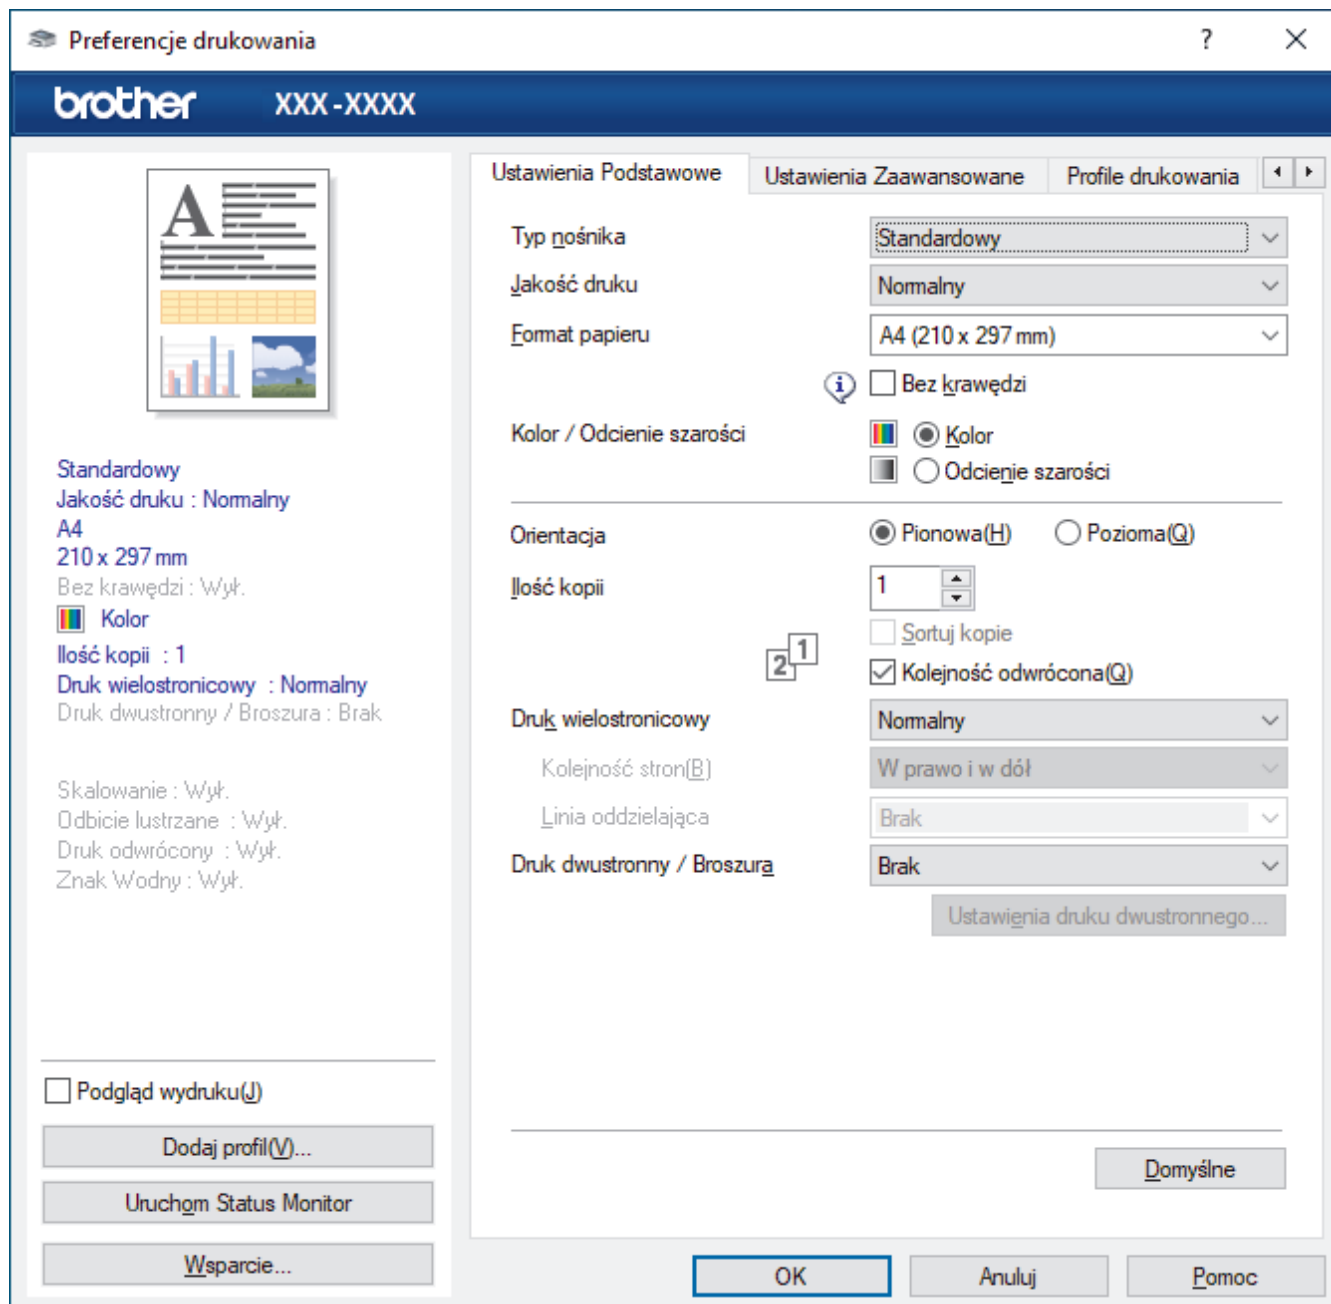 Preferencje drukowania
brother XXX-XXXX
A
Standardowy
Jakość druku : Normalny
A4
210 x 297 mm
Bez krawędzi : Wył.
Kolor
Ilość kopii : 1
Druk wielostronicowy : Normalny
Druk dwustronny / Broszura : Brak
Skalowanie : Wył.
Odbicie lustrzane : Wył.
Druk odwrócony : Wył.
Znak Wodny : Wył.
Podgląd wydruku(J)
Dodaj profil(V)...
Uruchom Status Monitor
Wsparcie...
Ustawienia Podstawowe Ustawienia Zaawansowane Profile drukowania
Typ nośnika Standardowy
Jakość druku Normalny
Format papieru A4 (210 x 297 mm)
Bez krawędzi
Kolor / Odcienie szarości Kolor
Odcienie szarości
Orientacja Pionowa(H) Pozioma(Q)
Ilość kopii 1
Sortuj kopie
2 1
Kolejność odwrócona(Q)
Druk wielostronicowy Normalny
Kolejność stron(B) W prawo i w dół
Linia oddzielająca Brak
Druk dwustronny / Broszura Brak
Ustawienia druku dwustronnego...
Domyślne
OK Anuluj Pomoc